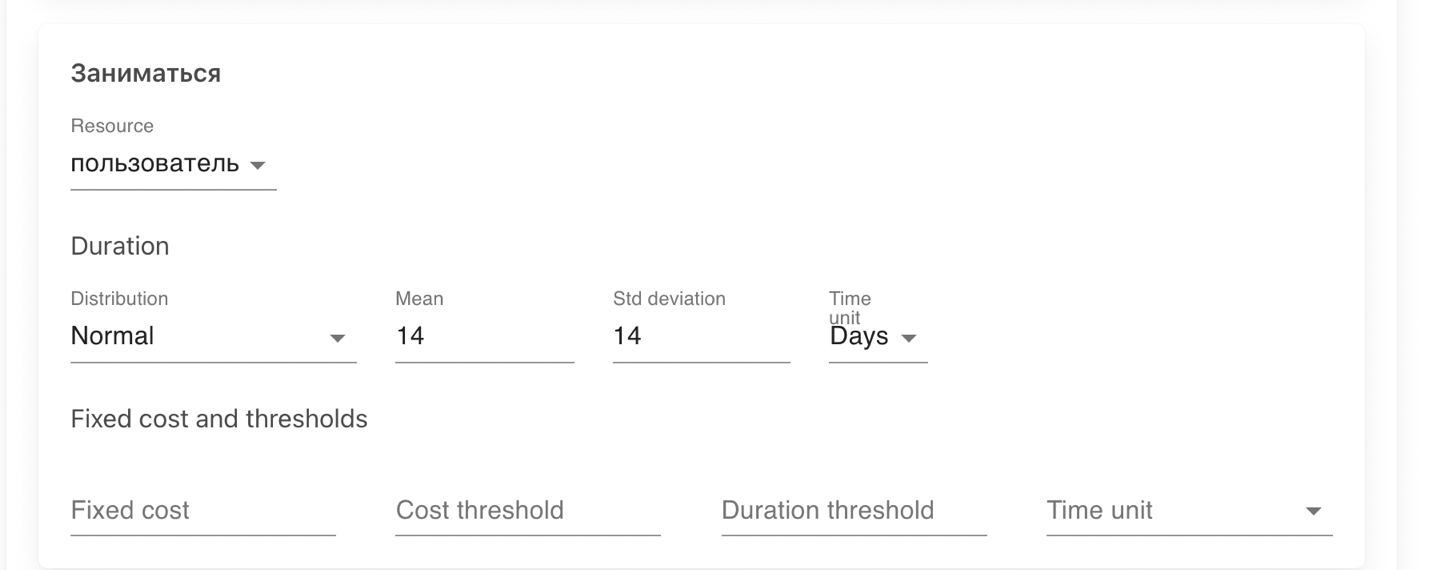 Заниматься
Resource
пользователь
Duration
Distribution Mean Std deviation Time unit
Normal 14 14 Days
Fixed cost and thresholds
Fixed cost Cost threshold Duration threshold Time unit